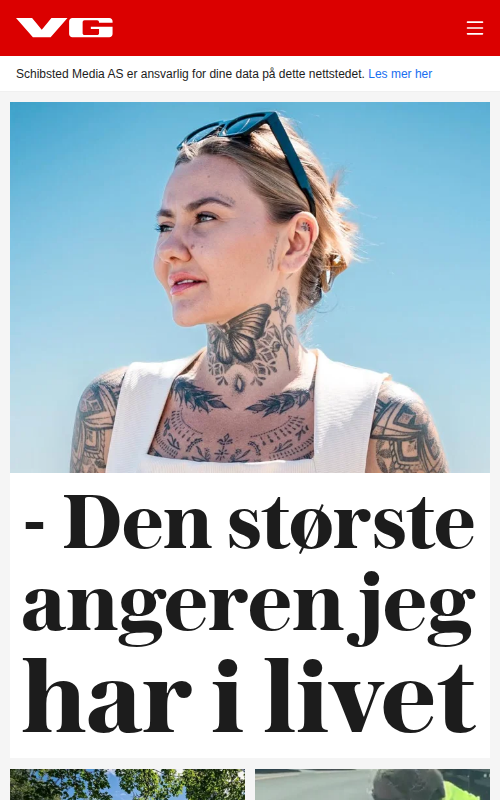 VG
Schibsted Media AS er ansvarlig for dine data på dette nettstedet. Les mer her
- Den største
angeren jeg
har i livet